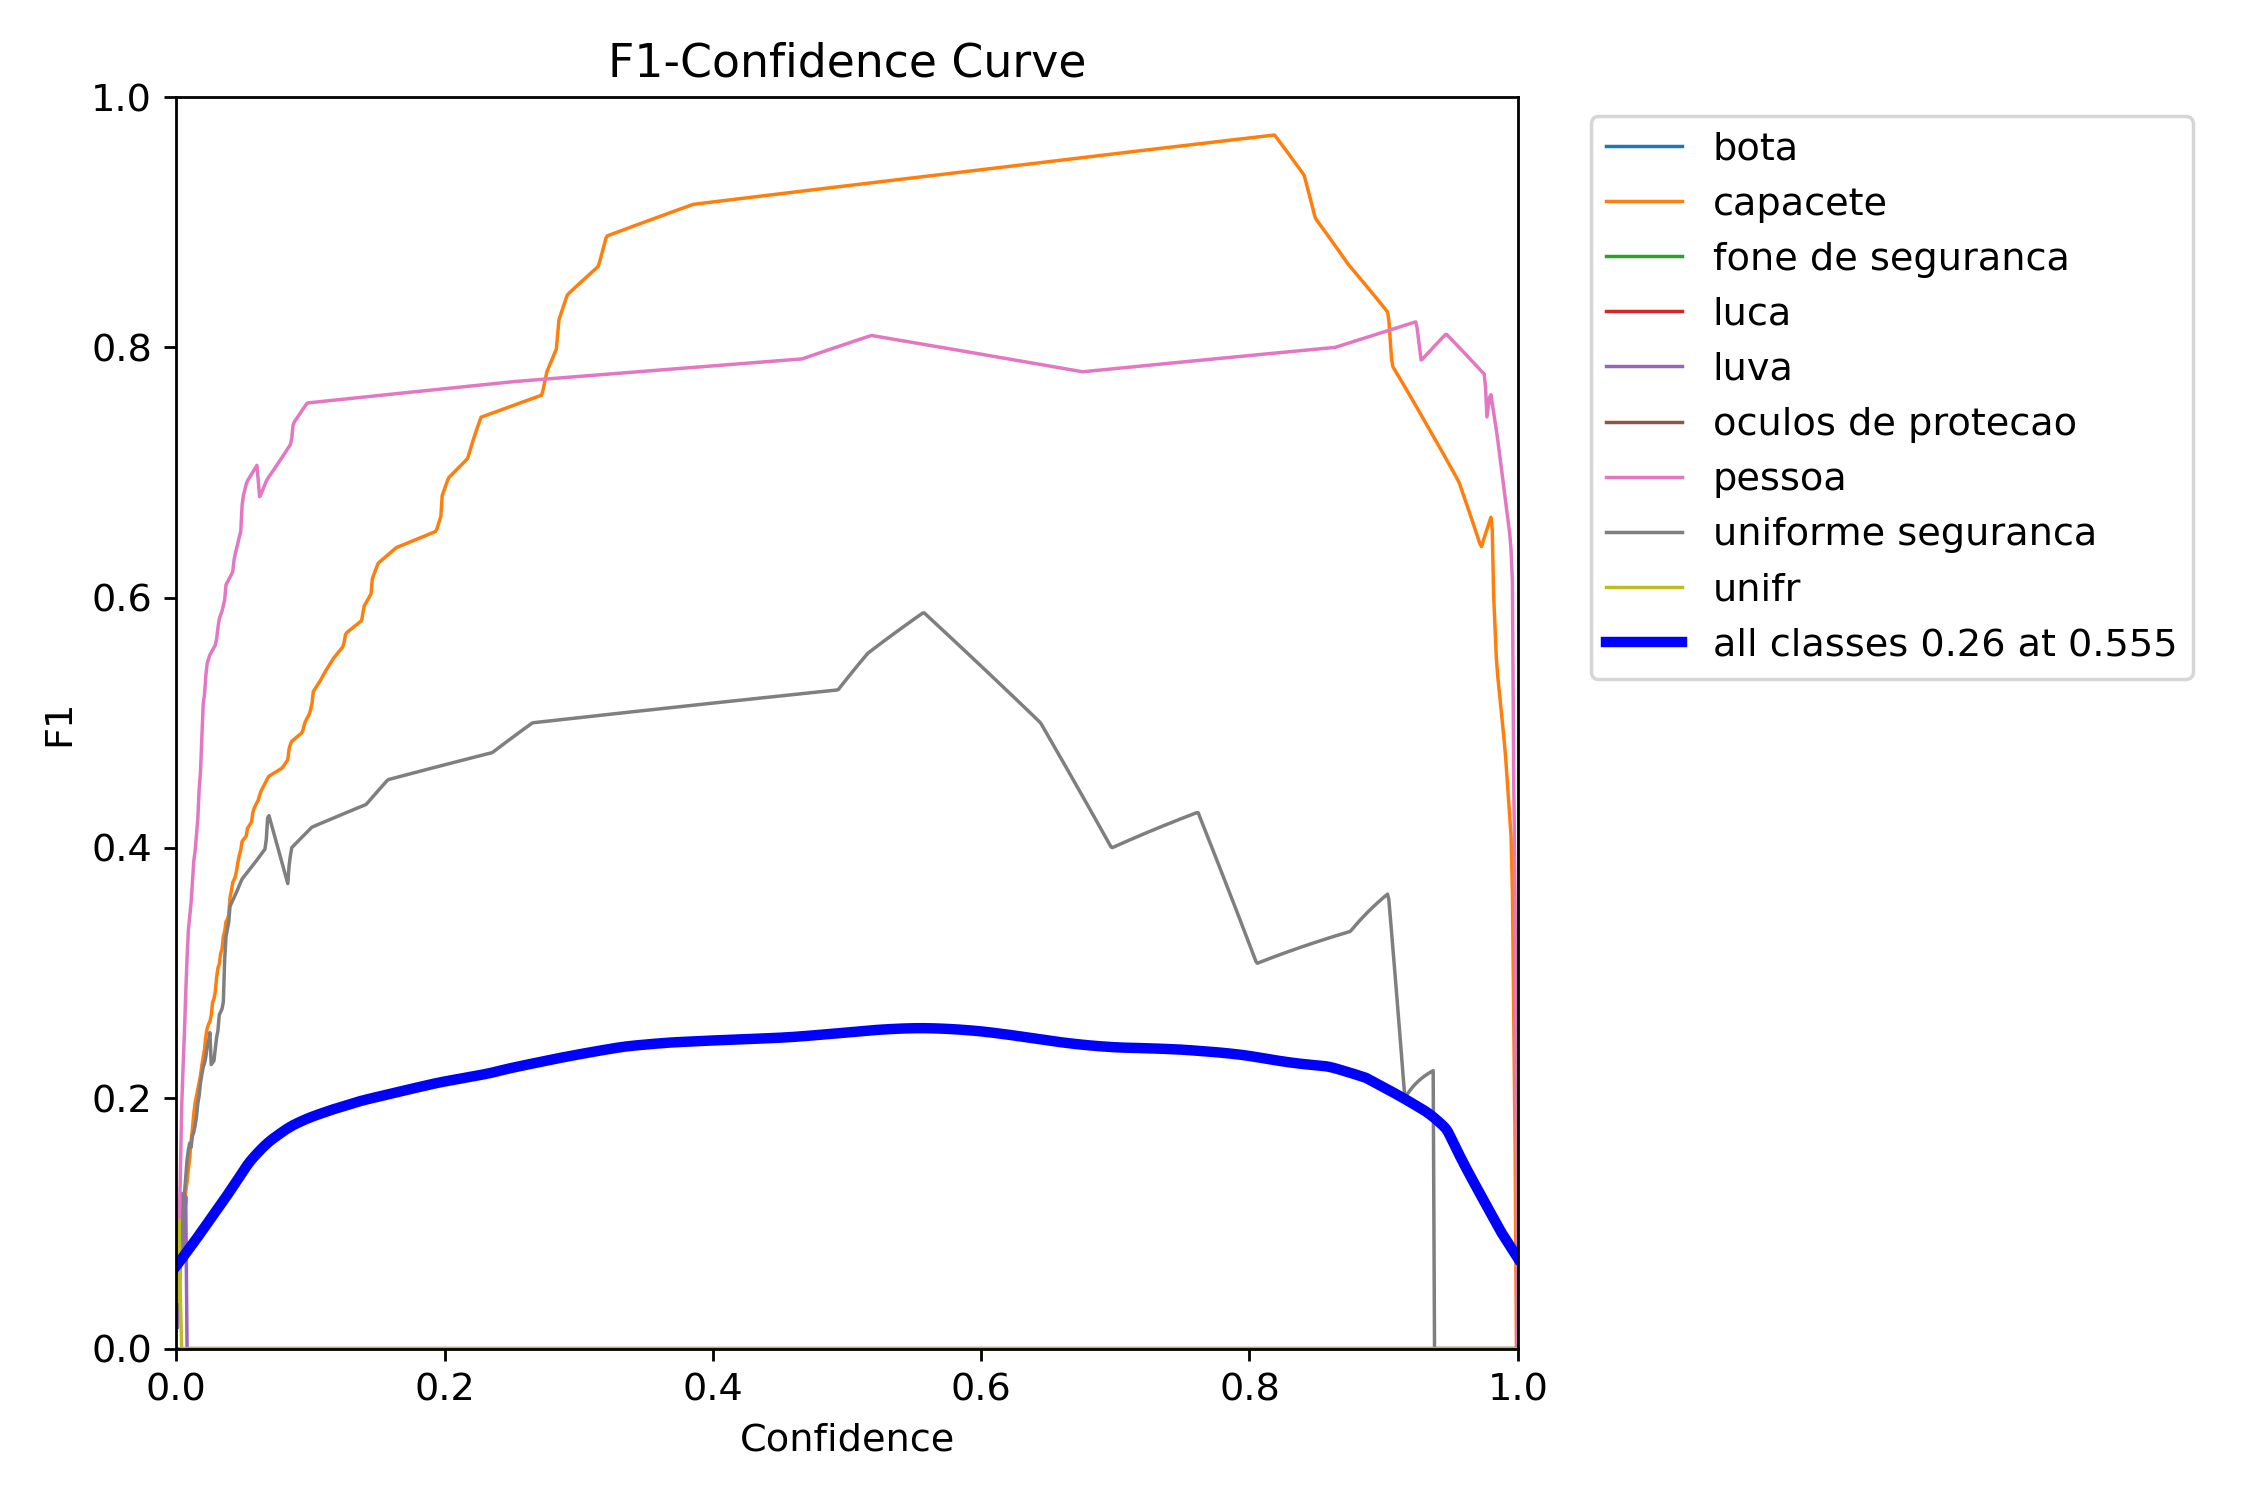 F1-Confidence Curve
1.0
0.8
0.6
0.4
0.2
0.0
F1
0.0 0.2 0.4 0.6 0.8 1.0
Confidence
bota
capacete
fone de seguranca
luca
luva
oculos de protecao
pessoa
uniforme seguranca
unifr
all classes 0.26 at 0.555